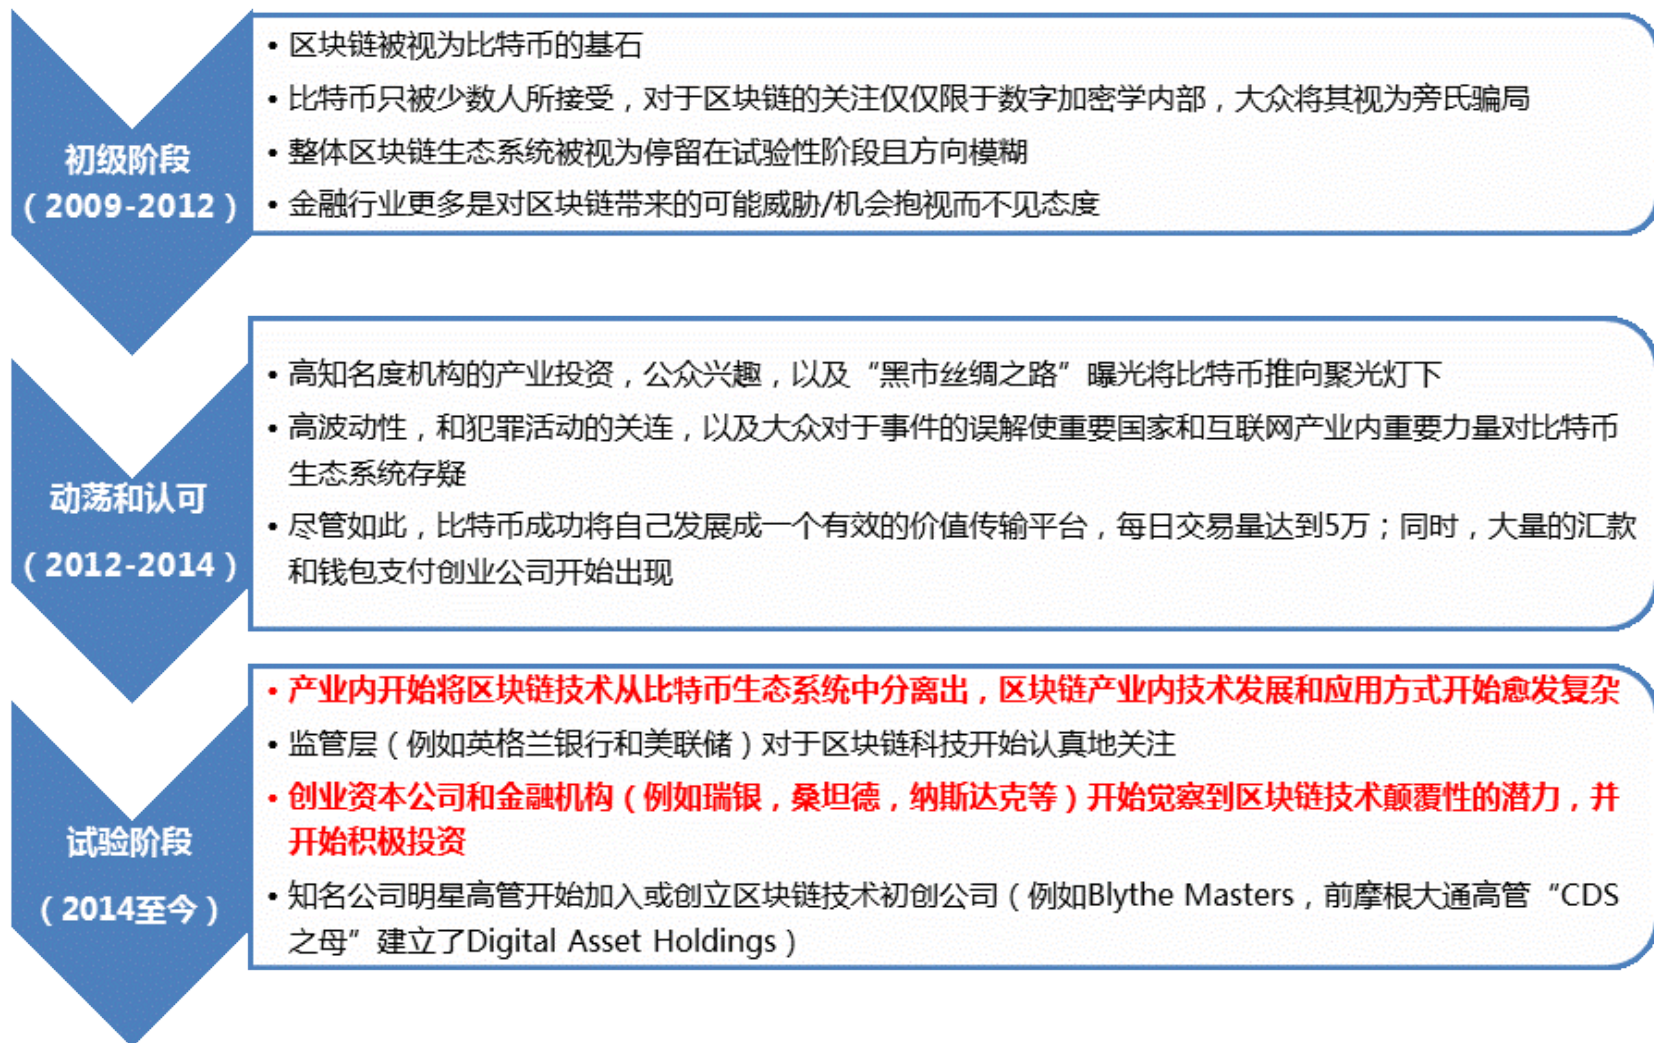 初级阶段
（2009-2012）
• 区块链被视为比特币的基石
• 比特币只被少数人所接受，对于区块链的关注仅仅限于数字加密学内部，大众将其视为旁氏骗局
• 整体区块链生态系统被视为停留在试验性阶段且方向模糊
• 金融行业更多是对区块链带来的可能威胁/机会抱视而不见态度
动荡和认可
（2012-2014）
• 高知名度机构的产业投资，公众兴趣，以及“黑市丝绸之路”曝光将比特币推向聚光灯下
• 高波动性，和犯罪活动的关连，以及大众对于事件的误解使重要国家和互联网产业内重要力量对比特币
生态系统存疑
• 尽管如此，比特币成功将自己发展成一个有效的价值传输平台，每日交易量达到5万；同时，大量的汇款
和钱包支付创业公司开始出现
试验阶段
（2014至今）
• 产业内开始将区块链技术从比特币生态系统中分离出，区块链产业内技术发展和应用方式开始愈发复杂
• 监管层（例如英格兰银行和美联储）对于区块链科技开始认真地关注
• 创业资本公司和金融机构（例如瑞银，桑坦德，纳斯达克等）开始觉察到区块链技术颠覆性的潜力，并
开始积极投资
• 知名公司明星高管开始加入或创立区块链技术初创公司（例如Blythe Masters，前摩根大通高管“CDS
之母”建立了Digital Asset Holdings）